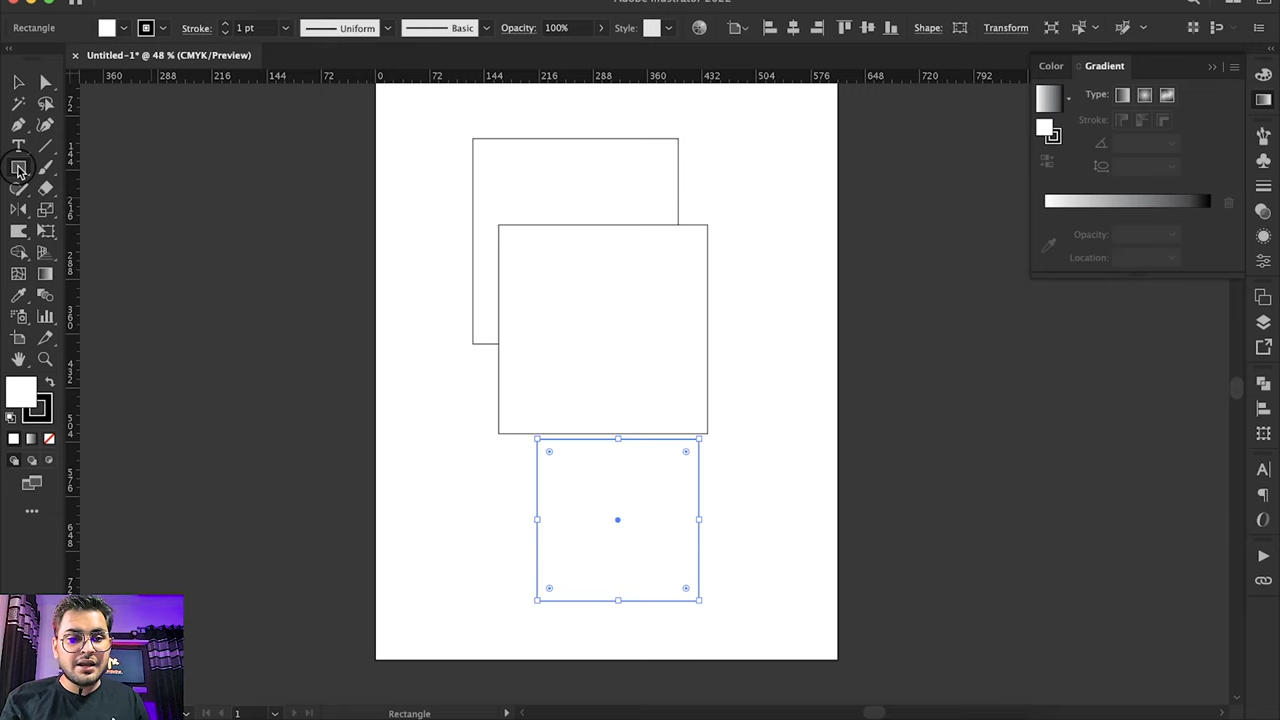 Rectangle
Stroke:
1 pt
Uniform
Basic
Opacity:
100%
Style:
Shape:
Transform
× Untitled-1* @ 48 % (CMYK/Preview)
360 288 216 144 72 0 72 144 216 288 360 432 504 576 648 720 792
Color
Gradient
Type:
Stroke:
Opacity:
Location:
T
A
1
Rectangle